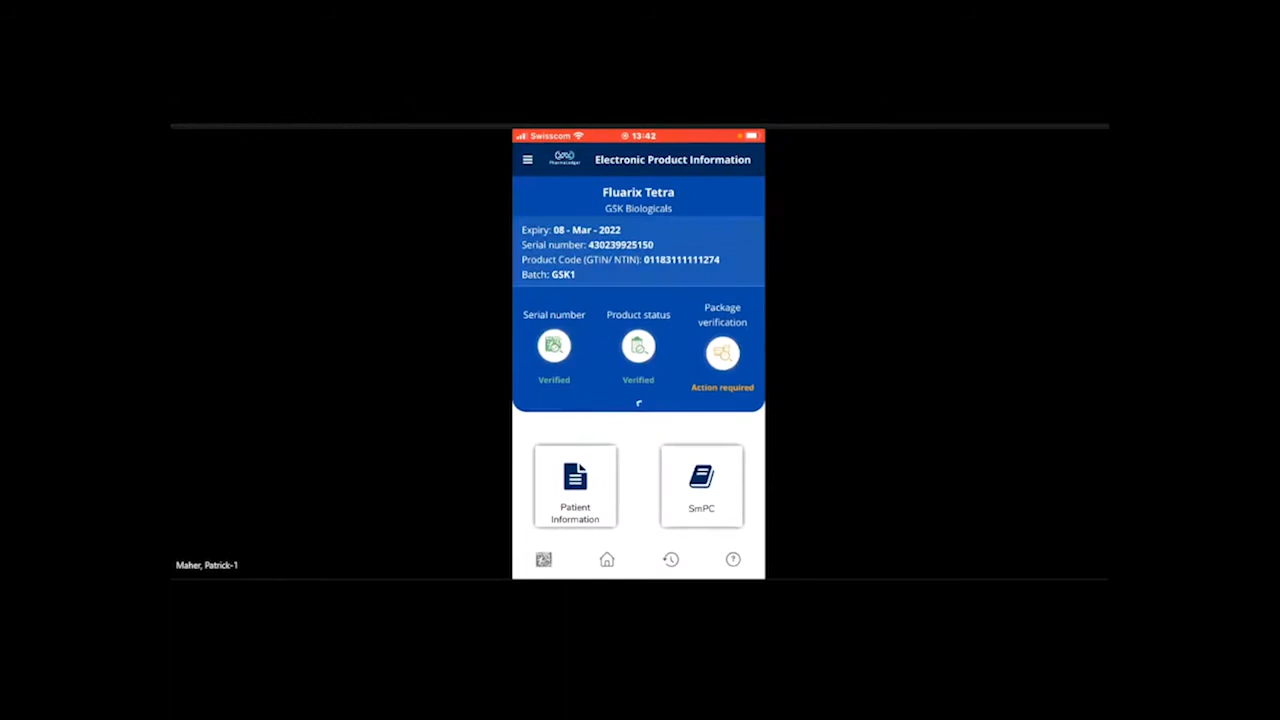 Swisscom 13:42
PharmaLedger Electronic Product Information
Fluarix Tetra
GSK Biologicals
Expiry: 08 - Mar - 2022
Serial number: 430239925150
Product Code (GTIN/ NTIN): 01183111111274
Batch: GSK1
Serial number
Verified
Product status
Verified
Package
verification
Action required
Patient
Information
SmPC
?
Maher, Patrick-1